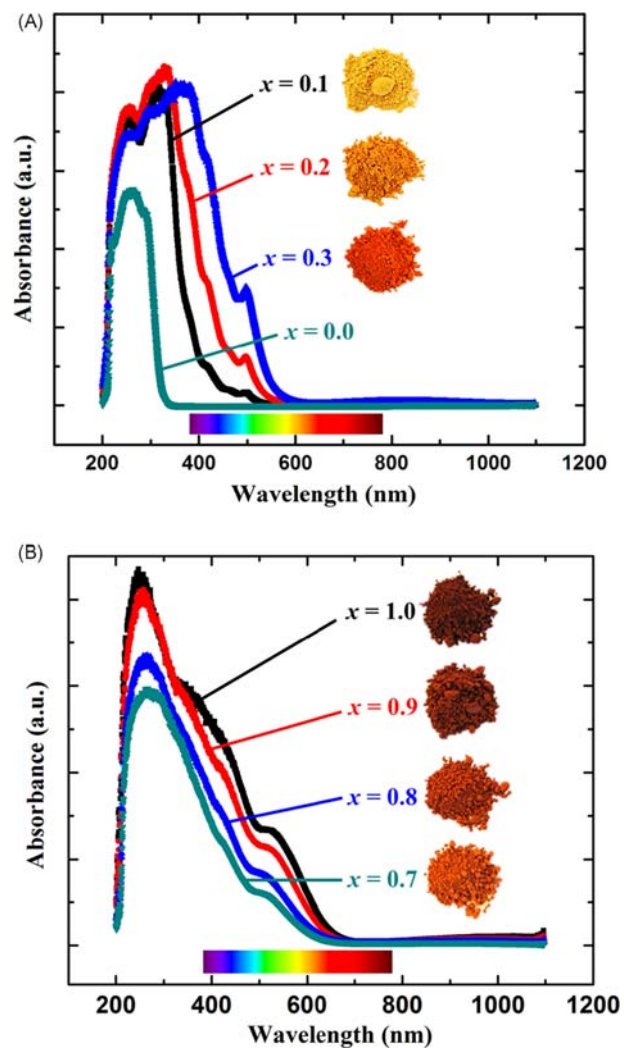 (A)
Absorbance (a.u.)
x = 0.1
x = 0.2
x = 0.3
x = 0.0
200 400 600 800 1000 1200
Wavelength (nm)
(B)
Absorbance (a.u.)
x = 1.0
x = 0.9
x = 0.8
x = 0.7
200 400 600 800 1000 1200
Wavelength (nm)